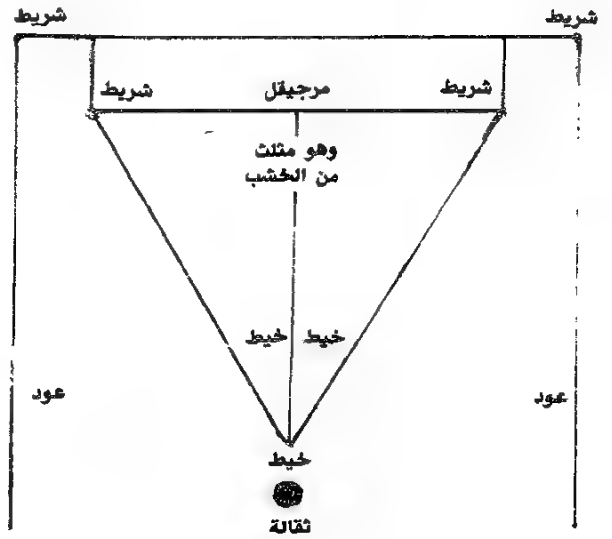 شريط شريط
شريط مرجيقل شريط
وهو مثلث
من الخشب
خيط خيط
عود عود
خيط
ثقالة